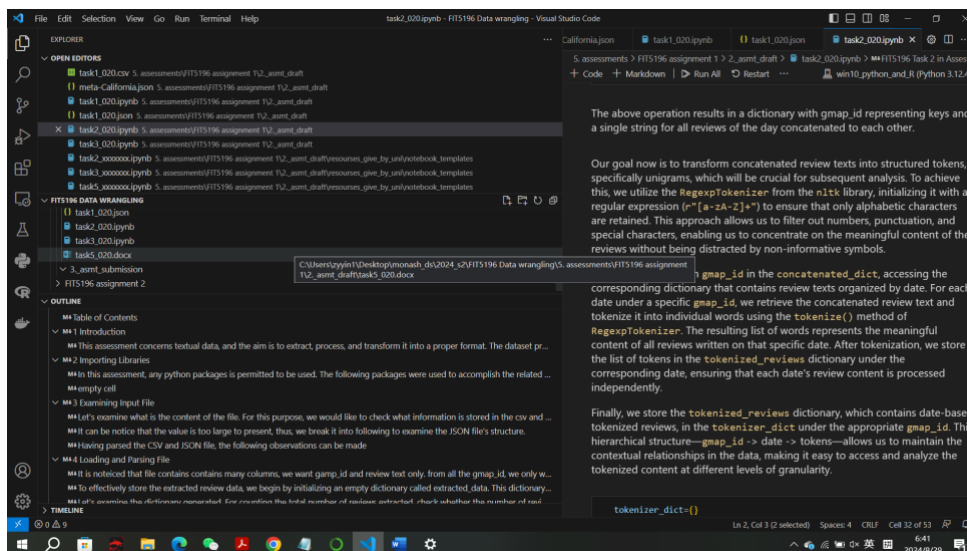 File Edit Selection View Go Run Terminal Help
task2_020.ipynb - FIT5196 Data wrangling - Visual Studio Code
EXPLORER
OPEN EDITORS
task1_020.csv 5. assessments\FIT5196 assignment 1\2._asmt_draft
meta-California.json 5. assessments\FIT5196 assignment 1\2._asmt_draft
task1_020.ipynb 5. assessments\FIT5196 assignment 1\2._asmt_draft
task1_020.json 5. assessments\FIT5196 assignment 1\2._asmt_draft
task2_020.ipynb 5. assessments\FIT5196 assignment 1\2._asmt_draft
task3_020.ipynb 5. assessments\FIT5196 assignment 1\2._asmt_draft
task2_xxxxxxx.ipynb 5. assessments\FIT5196 assignment 1\2._asmt_draft\resourses_give_by_uni\notebook_templates
task3_xxxxxxx.ipynb 5. assessments\FIT5196 assignment 1\2._asmt_draft\resourses_give_by_uni\notebook_templates
task5_xxxxxxx.ipynb 5. assessments\FIT5196 assignment 1\2._asmt_draft\resourses_give_by_uni\notebook_templates
FIT5196 DATA WRANGLING
task1_020.json
task2_020.ipynb
task3_020.ipynb
task5_020.docx
3._asmt_submission
FIT5196 assignment 2
C:\Users\zyyin1\Desktop\monash_ds\2024_s2\FIT5196 Data wrangling\5. assessments\FIT5196 assignment
1\2._asmt_draft\task5_020.docx
OUTLINE
Table of Contents
1 Introduction
This assessment concerns textual data, and the aim is to extract, process, and transform it into a proper format. The dataset pr...
2 Importing Libraries
In this assessment, any python packages is permitted to be used. The following packages were used to accomplish the related ...
empty cell
3 Examining Input File
Let's examine what is the content of the file. For this purpose, we would like to check what information is stored in the csv and ...
It can be notice that the value is too large to present, thus, we break it into following to examine the JSON file's structure.
Having parsed the CSV and JSON file, the following observations can be made
4 Loading and Parsing File
It is noteiced that file contains contains many columns, we want gamp_id and review text only. from all the gmap_id, we only w...
To effectively store the extracted review data, we begin by initializing an empty dictionary called extracted_data. This dictionary...
Let's examine the dictionary generated. For counting the total number of reviews extracted, check whether the number of revi...
TIMELINE
California.json task1_020.ipynb task1_020.json task2_020.ipynb
5. assessments > FIT5196 assignment 1 > 2._asmt_draft > task2_020.ipynb > FIT5196 Task 2 in Asses
Code Markdown Run All Restart ... win10_python_and_R (Python 3.12.4
The above operation results in a dictionary with gmap_id representing keys and
a single string for all reviews of the day concatenated to each other.
Our goal now is to transform concatenated review texts into structured tokens,
specifically unigrams, which will be crucial for subsequent analysis. To achieve
this, we utilize the RegexpTokenizer from the nltk library, initializing it with a
regular expression (r"[a-zA-Z]+") to ensure that only alphabetic characters
are retained. This approach allows us to filter out numbers, punctuation, and
special characters, enabling us to concentrate on the meaningful content of the
reviews without being distracted by non-informative symbols.
gmap_id in the concatenated_dict, accessing the
corresponding dictionary that contains review texts organized by date. For each
date under a specific gmap_id, we retrieve the concatenated review text and
tokenize it into individual words using the tokenize() method of
RegexpTokenizer. The resulting list of words represents the meaningful
content of all reviews written on that specific date. After tokenization, we store
the list of tokens in the tokenized_reviews dictionary under the
corresponding date, ensuring that each date's review content is processed
independently.
Finally, we store the tokenized_reviews dictionary, which contains date-base
tokenized reviews, in the tokenizer_dict under the appropriate gmap_id. Thi
hierarchical structure—gmap_id -> date -> tokens—allows us to maintain the
contextual relationships in the data, making it easy to access and analyze the
tokenized content at different levels of granularity.
tokenizer_dict={}
0 9
Ln 2, Col 3 (2 selected) Spaces: 4 CRLF Cell 32 of 53
英
6:41
2024/8/29